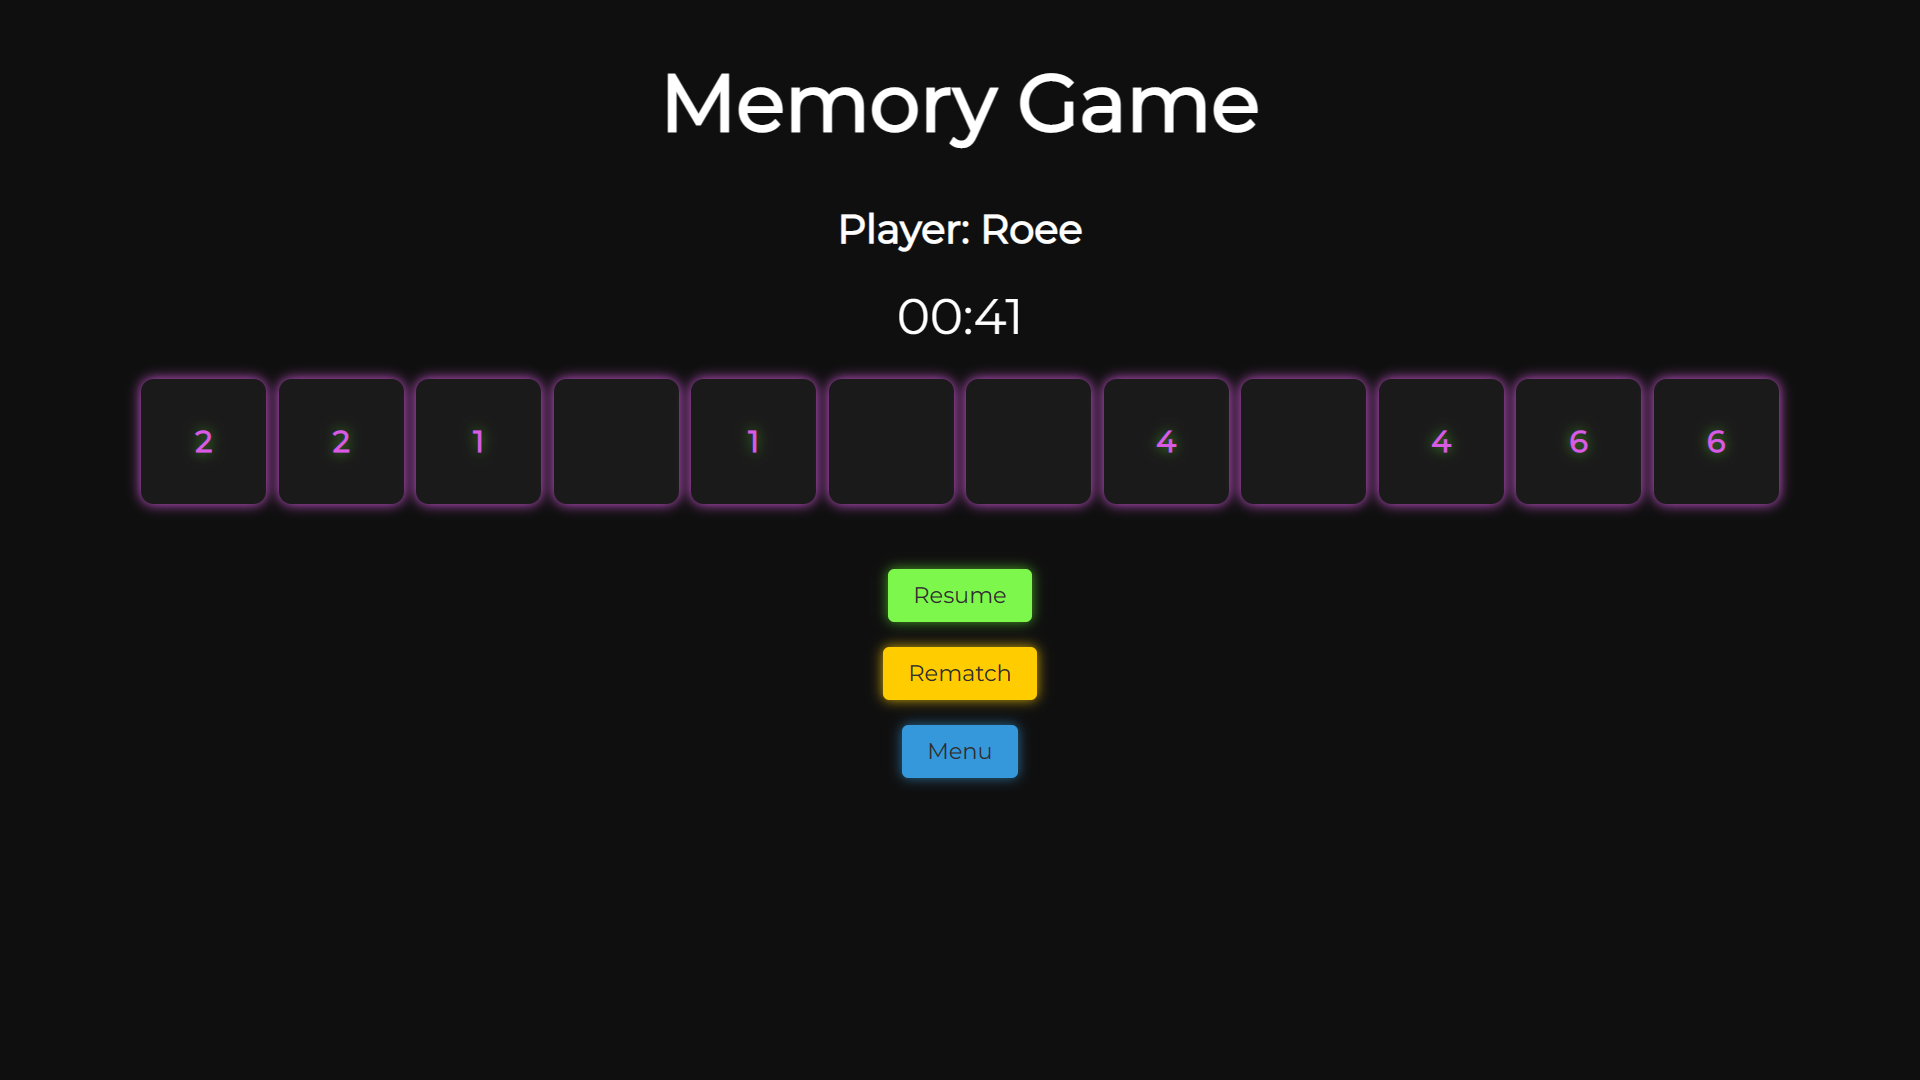 Memory Game
Player: Roee
00:41
2 2 1 1 4 4 6 6
Resume
Rematch
Menu